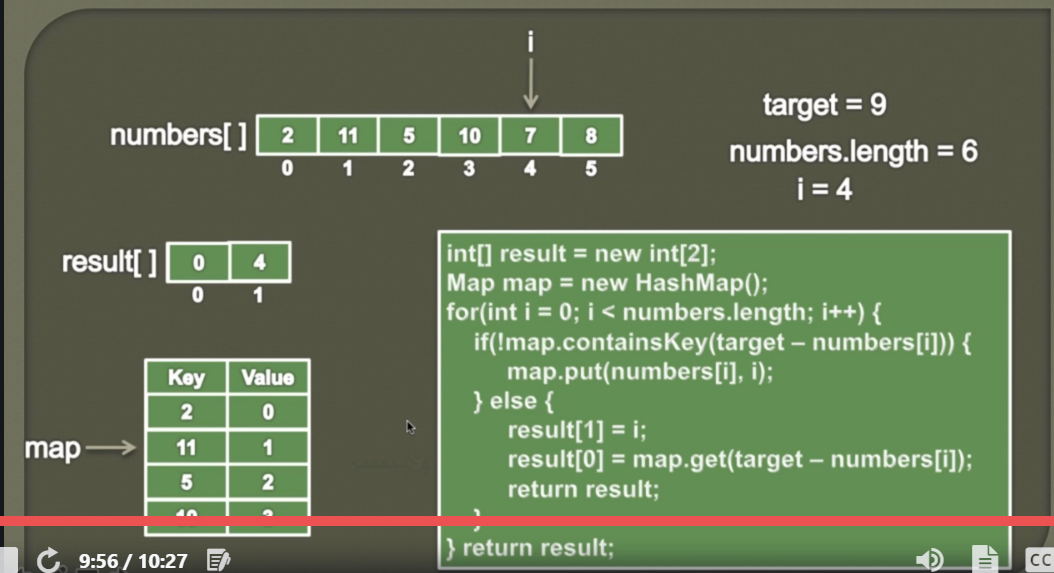 i
target = 9
numbers[ ] 2 11 5 10 7 8
0 1 2 3 4 5
numbers.length = 6
i = 4
result[ ] 0 4
0 1
int[] result = new int[2];
Map map = new HashMap();
for(int i = 0; i < numbers.length; i++) {
if(!map.containsKey(target – numbers[i])) {
map.put(numbers[i], i);
} else {
result[1] = i;
result[0] = map.get(target – numbers[i]);
return result;
}
} return result;
map
Key Value
2 0
11 1
5 2
10 3
9:56 / 10:27
CC